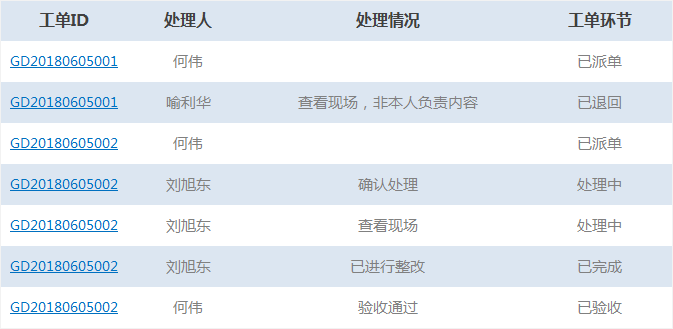 工单ID 处理人 处理情况 工单环节
GD20180605001 何伟 已派单
GD20180605001 喻利华 查看现场，非本人负责内容 已退回
GD20180605002 何伟 已派单
GD20180605002 刘旭东 确认处理 处理中
GD20180605002 刘旭东 查看现场 处理中
GD20180605002 刘旭东 已进行整改 已完成
GD20180605002 何伟 验收通过 已验收